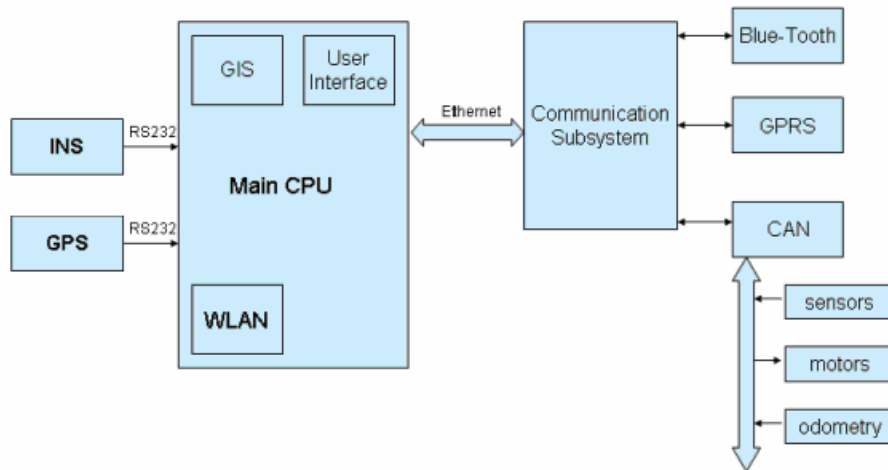 GIS
User
Interface
Blue-Tooth
Ethernet
Communication
Subsystem
GPRS
RS232
INS
Main CPU
RS232
GPS
CAN
WLAN
sensors
motors
odometry